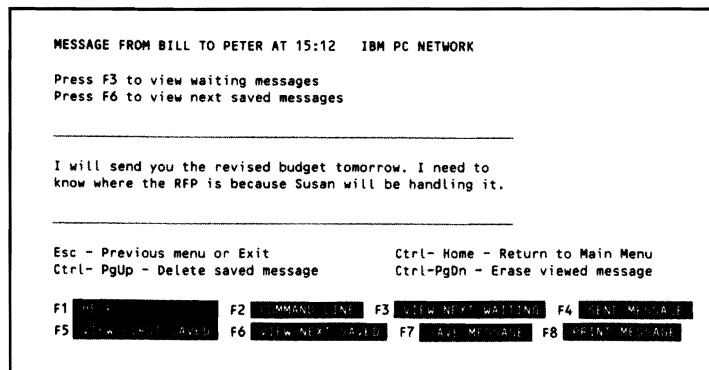 MESSAGE FROM BILL TO PETER AT 15:12 IBM PC NETWORK
Press F3 to view waiting messages
Press F6 to view next saved messages
I will send you the revised budget tomorrow. I need to
know where the RFP is because Susan will be handling it.
Esc - Previous menu or Exit Ctrl- Home - Return to Main Menu
Ctrl- PgUp - Delete saved message Ctrl-PgDn - Erase viewed message
F1 HELP F2 COMMAND LINE F3 VIEW NEXT WAITING F4 SEND MESSAGE
F5 VIEW FIRST SAVED F6 VIEW NEXT SAVED F7 SAVE MESSAGE F8 PRINT MESSAGE